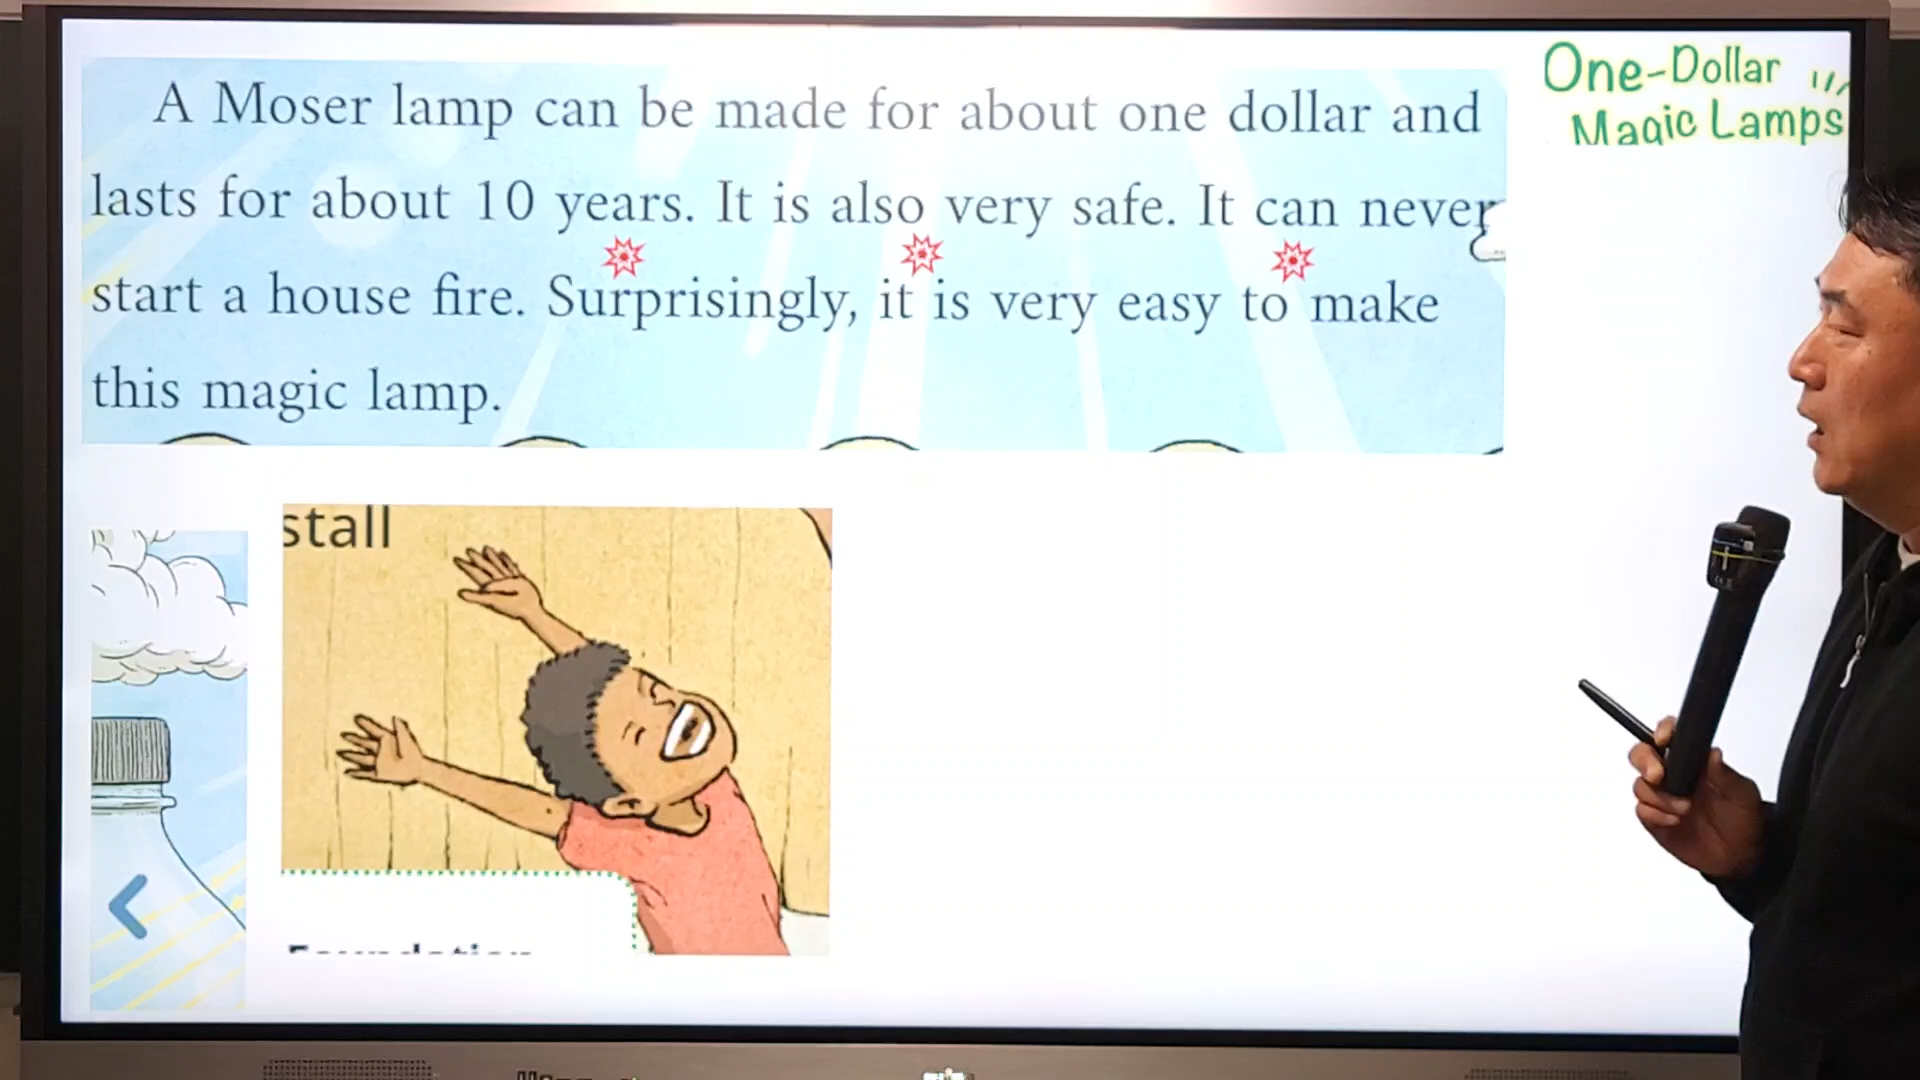 A Moser lamp can be made for about one dollar and
lasts for about 10 years. It is also very safe. It can never
start a house fire. Surprisingly, it is very easy to make
this magic lamp.
One-Dollar
Magic Lamps
stall